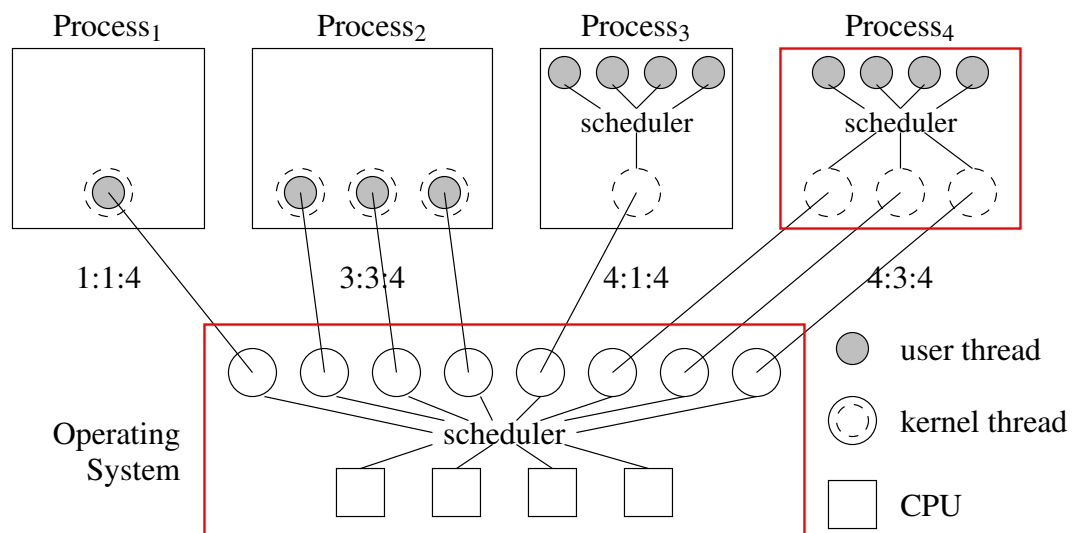 Process₁ Process₂ Process₃ Process₄
scheduler scheduler
1:1:4 3:3:4 4:1:4 4:3:4
user thread
kernel thread
Operating
System
scheduler
CPU